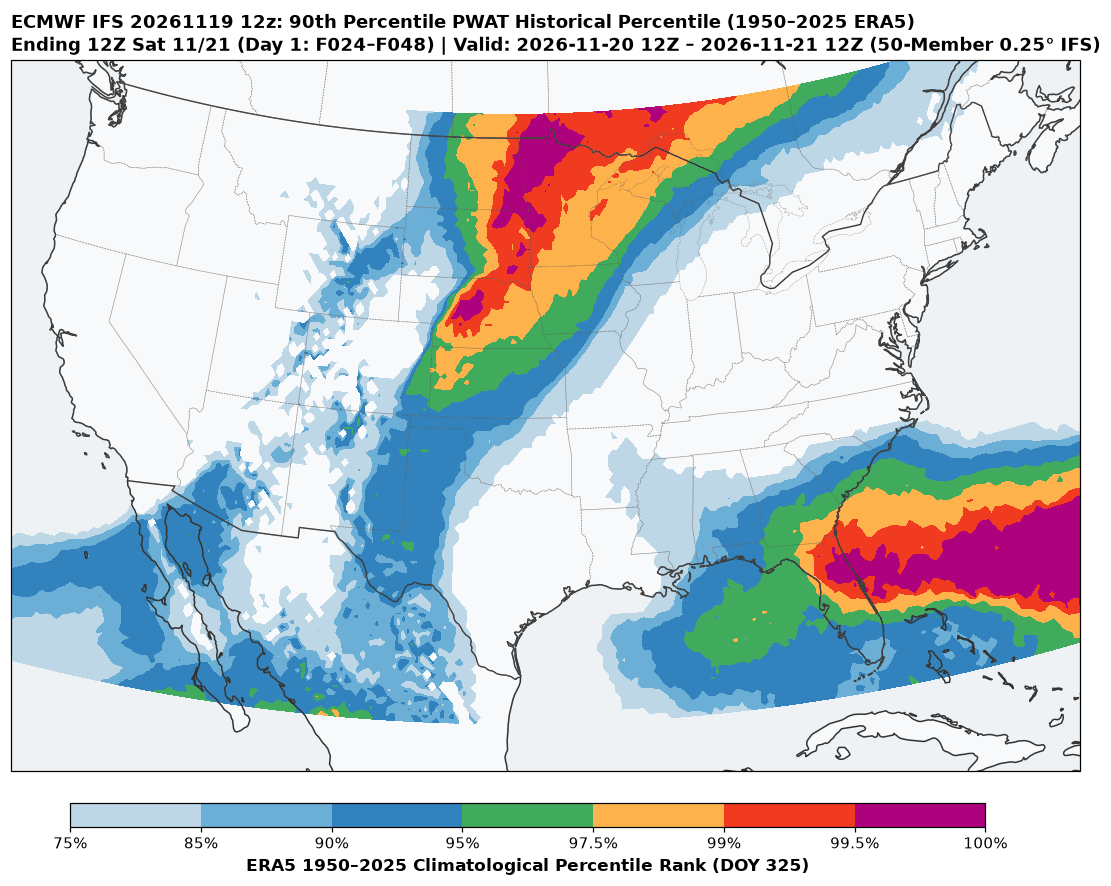 ECMWF IFS 20261119 12z: 90th Percentile PWAT Historical Percentile (1950–2025 ERA5)
Ending 12Z Sat 11/21 (Day 1: F024–F048) | Valid: 2026-11-20 12Z – 2026-11-21 12Z (50-Member 0.25° IFS)
75% 85% 90% 95% 97.5% 99% 99.5% 100%
ERA5 1950–2025 Climatological Percentile Rank (DOY 325)